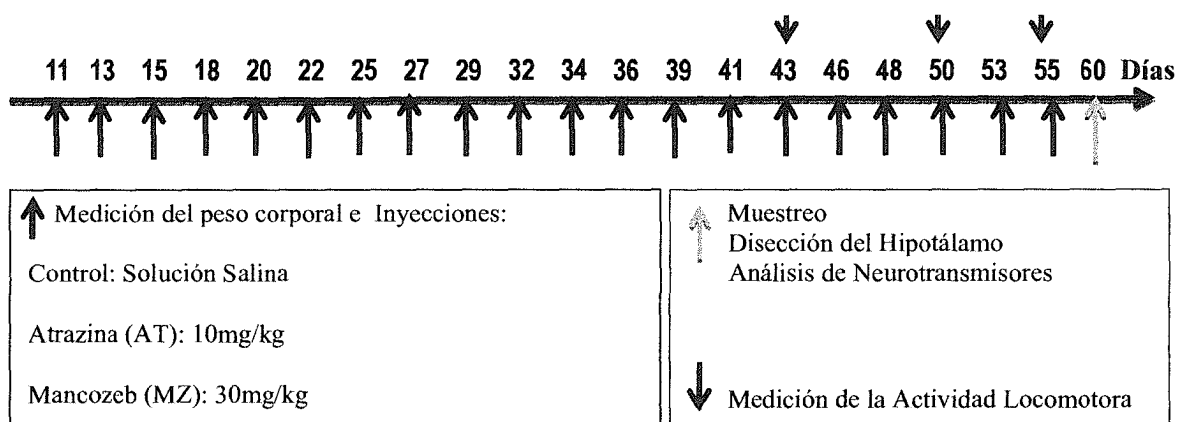 11 13 15 18 20 22 25 27 29 32 34 36 39 41 43 46 48 50 53 55 60 Días
Medición del peso corporal e Inyecciones:
Control: Solución Salina
Atrazina (AT): 10mg/kg
Mancozeb (MZ): 30mg/kg
Muestreo
Disección del Hipotálamo
Análisis de Neurotransmisores
Medición de la Actividad Locomotora